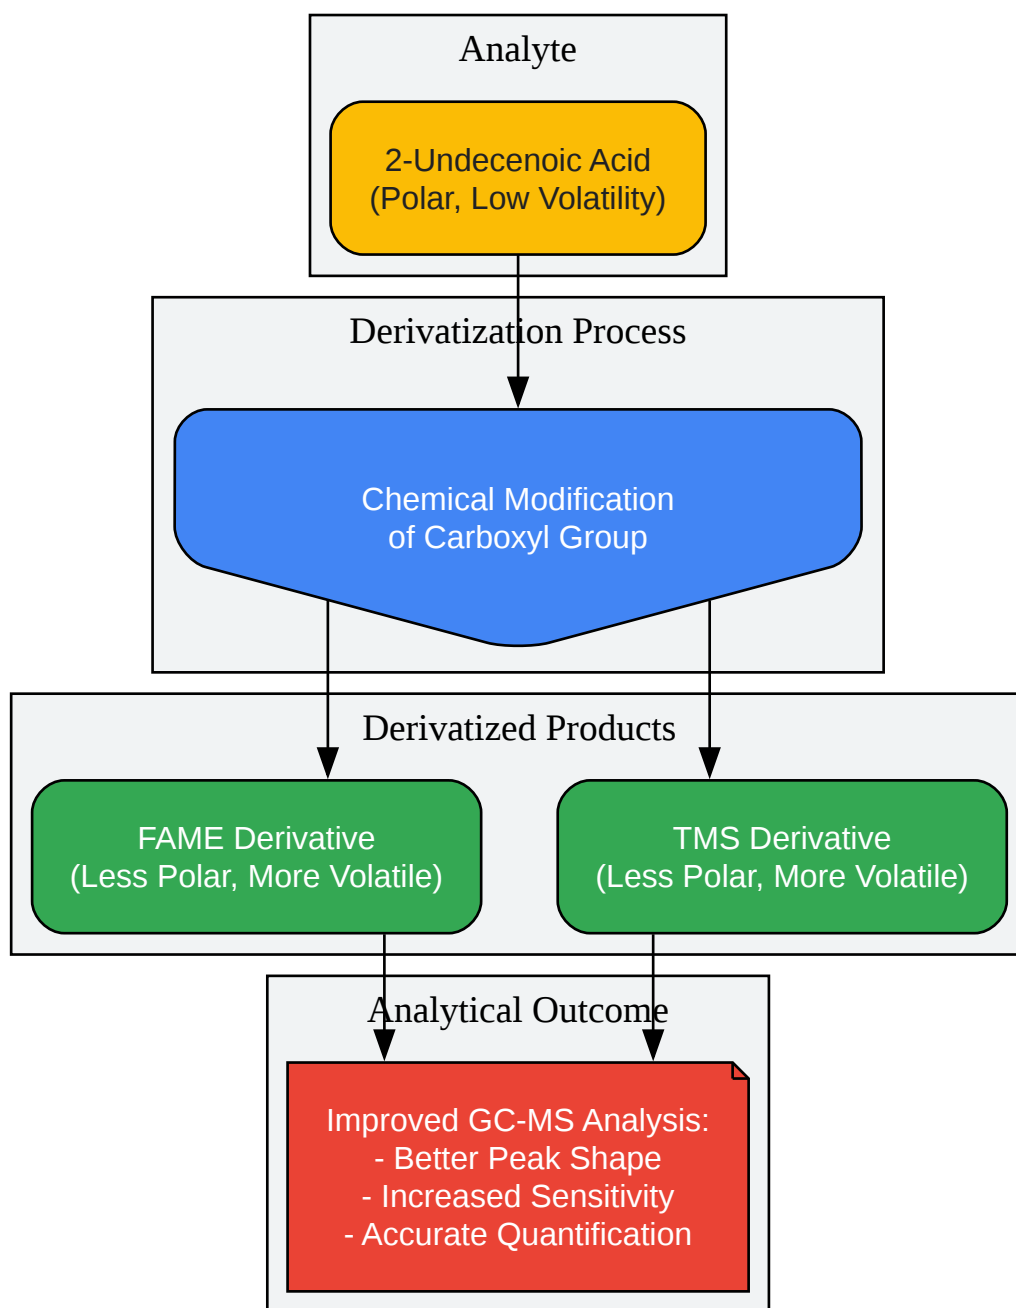 Analyte
2-Undecenoic Acid
(Polar, Low Volatility)
Derivatization Process
Chemical Modification
of Carboxyl Group
Derivatized Products
FAME Derivative
(Less Polar, More Volatile)
TMS Derivative
(Less Polar, More Volatile)
Analytical Outcome
Improved GC-MS Analysis:
- Better Peak Shape
- Increased Sensitivity
- Accurate Quantification